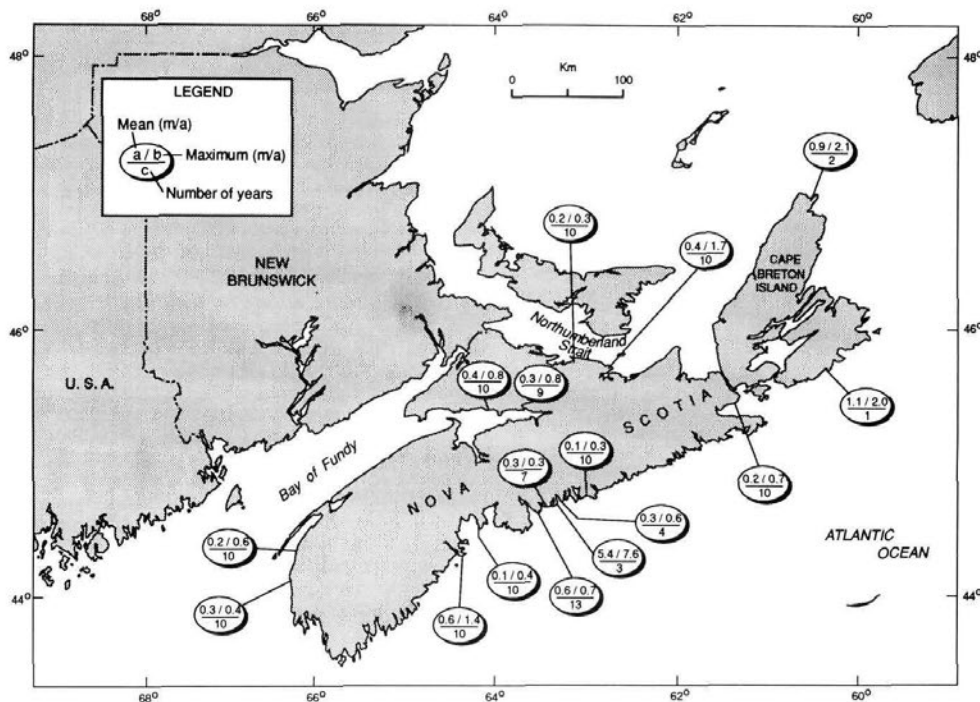 68°
66°
64°
62°
60°
48°
48°
LEGEND
Mean (m/a)
a / b
Maximum (m/a)
c
Number of years
Km
0
100
0.9 / 2.1
2
0.2 / 0.3
10
0.4 / 1.7
10
NEW
BRUNSWICK
CAPE
BRETON
ISLAND
46°
46°
Northumberland
Strait
U.S.A.
0.4 / 0.8
10
0.3 / 0.8
9
1.1 / 2.0
1
NOVA SCOTIA
Bay of Fundy
0.1 / 0.3
10
0.3 / 0.3
7
0.2 / 0.7
10
0.3 / 0.6
4
ATLANTIC
OCEAN
0.2 / 0.6
10
5.4 / 7.6
3
0.1 / 0.4
10
0.6 / 0.7
13
44°
44°
0.3 / 0.4
10
0.6 / 1.4
10
68°
66°
64°
62°
60°